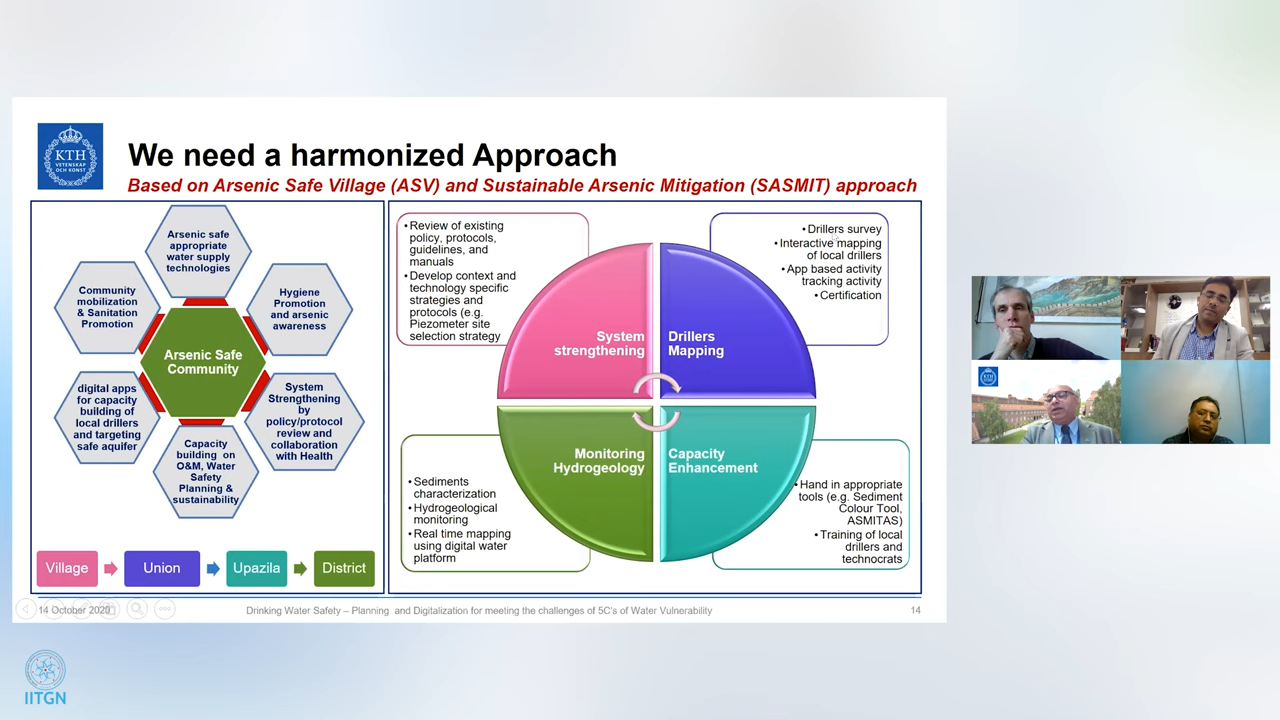 KTH
VETENSKAP
OCH KONST
We need a harmonized Approach
Based on Arsenic Safe Village (ASV) and Sustainable Arsenic Mitigation (SASMIT) approach
Arsenic safe
appropriate
water supply
technologies
Community
mobilization
& Sanitation
Promotion
Hygiene
Promotion
and arsenic
awareness
Arsenic Safe
Community
digital apps
for capacity
building of
local drillers
and targeting
safe aquifer
System
Strengthening
by
policy/protocol
review and
collaboration
with Health
Capacity
building on
O&M, Water
Safety
Planning &
sustainability
Village
Union
Upazila
District
• Review of existing
policy, protocols,
guidelines, and
manuals
• Develop context and
technology specific
strategies and
protocols (e.g.
Piezometer site
selection strategy
• Drillers survey
• Interactive mapping
of local drillers
• App based activity
tracking activity
• Certification
System
strengthening
Drillers
Mapping
Monitoring
Hydrogeology
Capacity
Enhancement
• Sediments
characterization
• Hydrogeological
monitoring
• Real time mapping
using digital water
platform
• Hand in appropriate
tools (e.g. Sediment
Colour Tool,
ASMITAS)
• Training of local
drillers and
technocrats
14 October 2020
Drinking Water Safety – Planning and Digitalization for meeting the challenges of 5C's of Water Vulnerability
14
KTH
IITGN